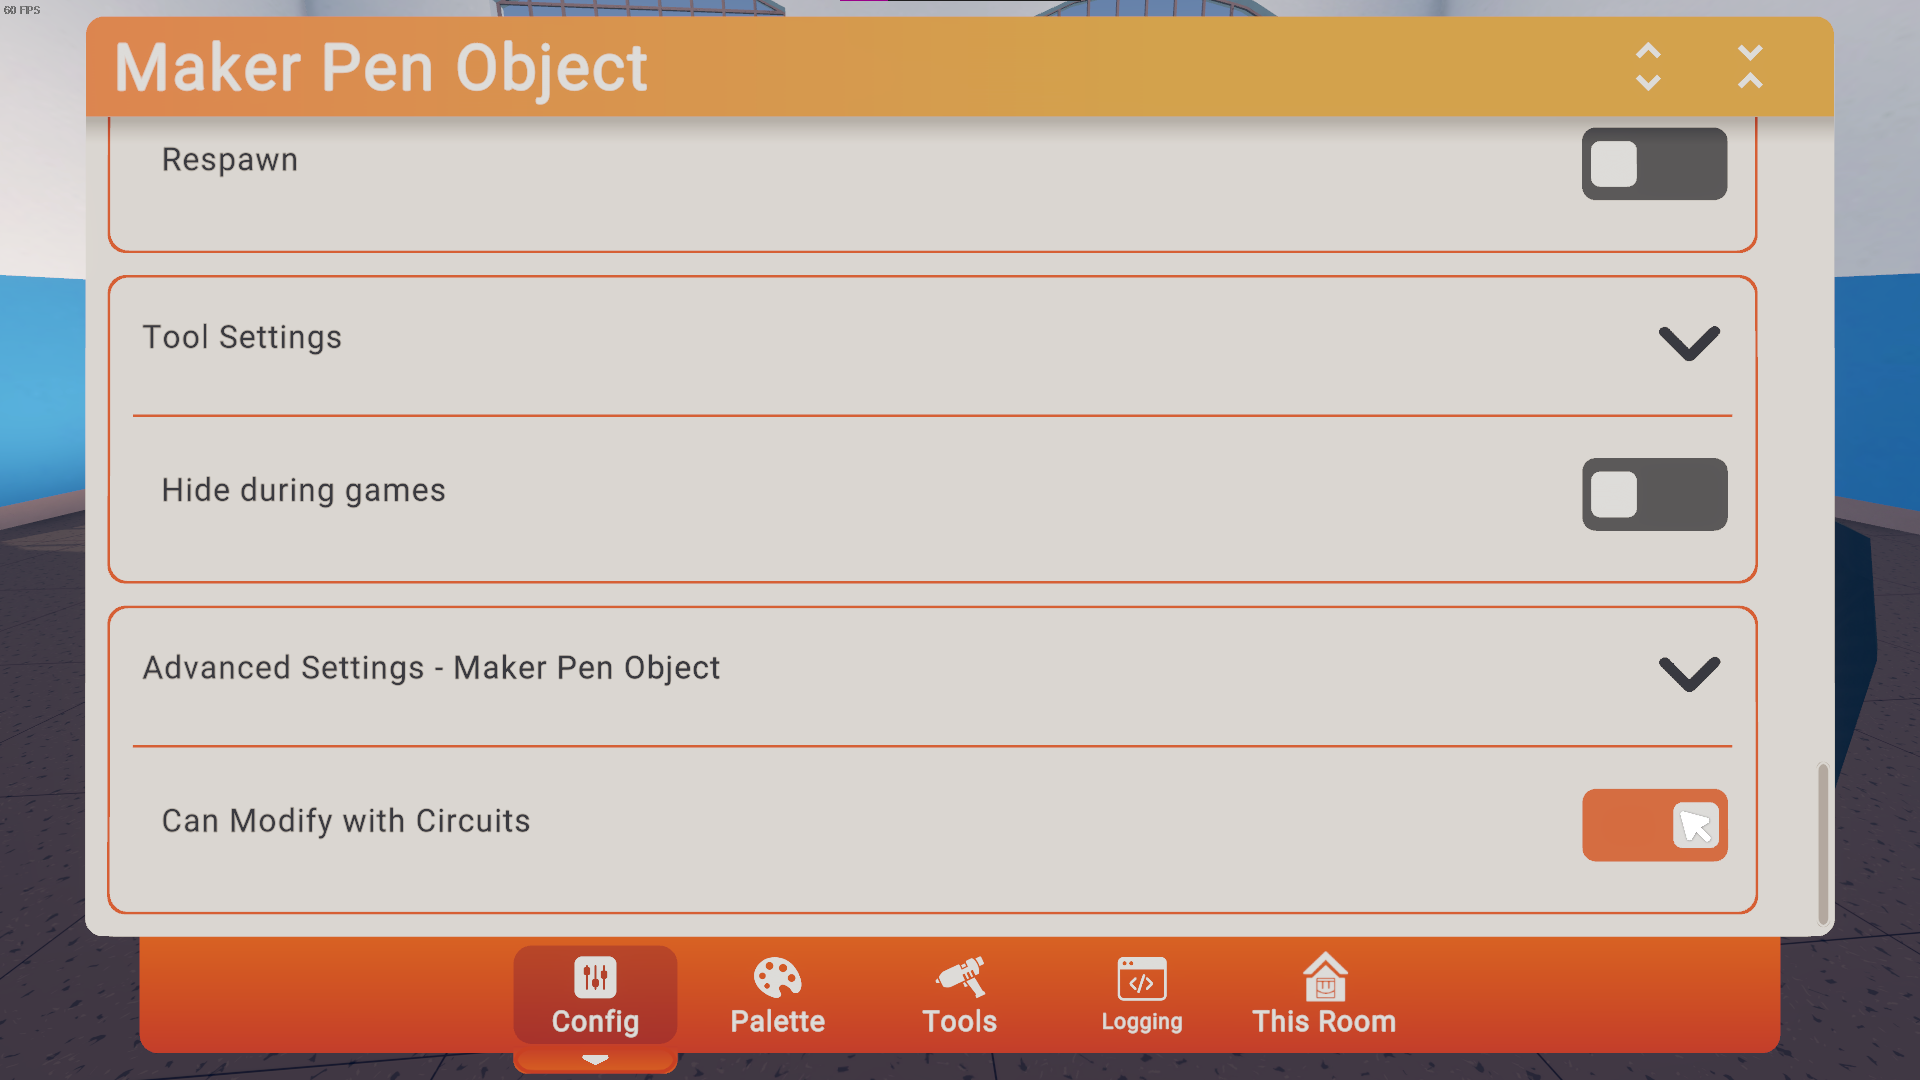 60 FPS
Maker Pen Object
Respawn
Tool Settings
Hide during games
Advanced Settings - Maker Pen Object
Can Modify with Circuits
Config
Palette
Tools
Logging
This Room